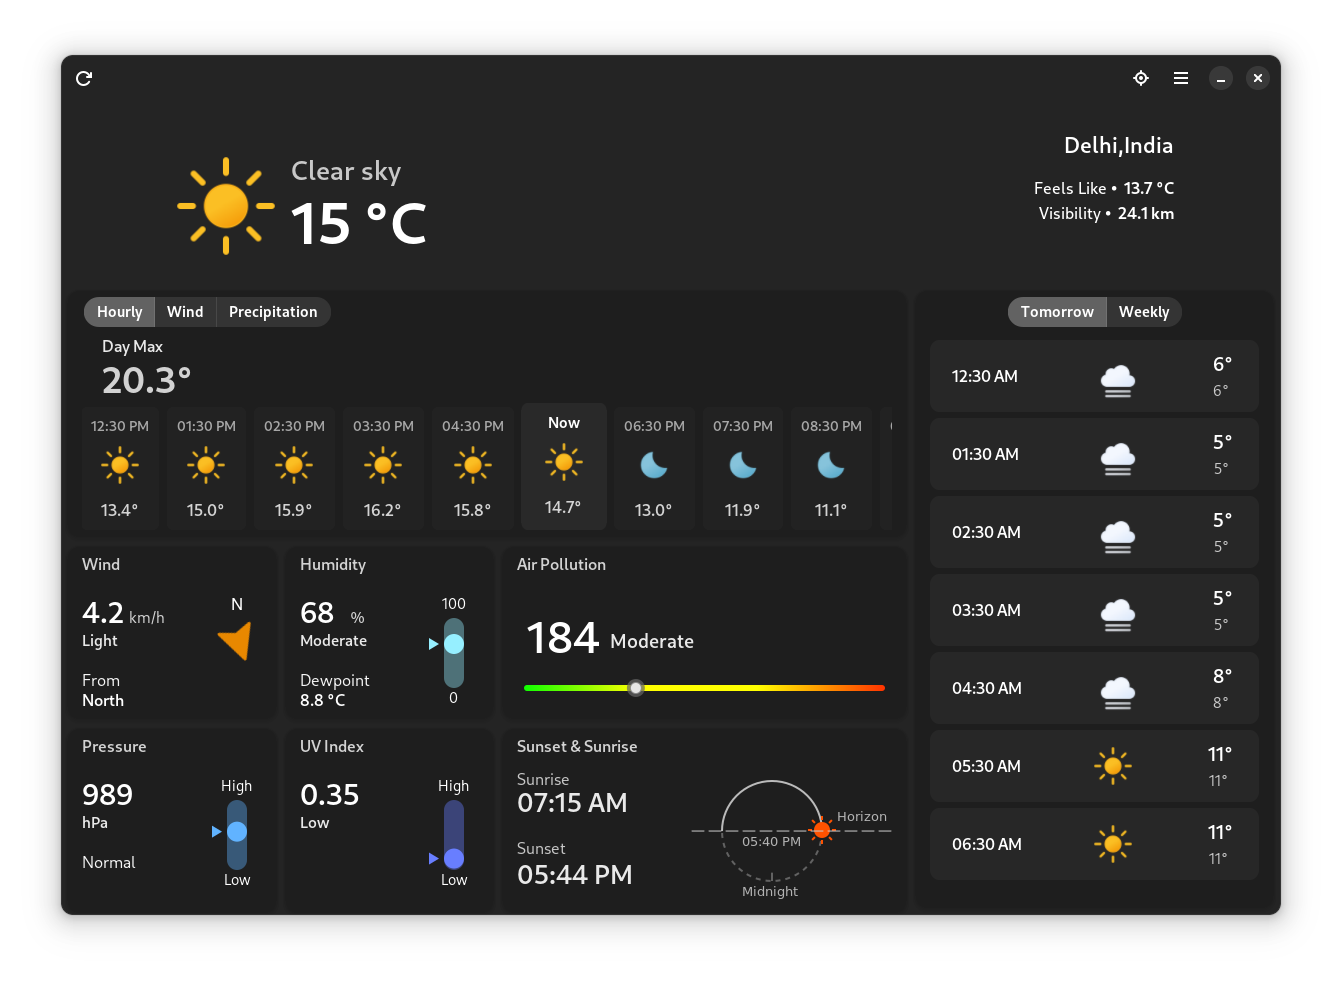 Clear sky
15 °C
Delhi,India
Feels Like • 13.7 °C
Visibility • 24.1 km
Hourly Wind Precipitation
Day Max
20.3°
12:30 PM 01:30 PM 02:30 PM 03:30 PM 04:30 PM Now 06:30 PM 07:30 PM 08:30 PM
13.4° 15.0° 15.9° 16.2° 15.8° 14.7° 13.0° 11.9° 11.1°
Tomorrow Weekly
12:30 AM 6°
6°
01:30 AM 5°
5°
02:30 AM 5°
5°
03:30 AM 5°
5°
04:30 AM 8°
8°
05:30 AM 11°
11°
06:30 AM 11°
11°
Wind
4.2 km/h
Light
From
North
N
Humidity
68 %
Moderate
Dewpoint
8.8 °C
100
0
Air Pollution
184 Moderate
Pressure
989
hPa
Normal
High
Low
UV Index
0.35
Low
High
Low
Sunset & Sunrise
Sunrise
07:15 AM
Sunset
05:44 PM
Horizon
05:40 PM
Midnight